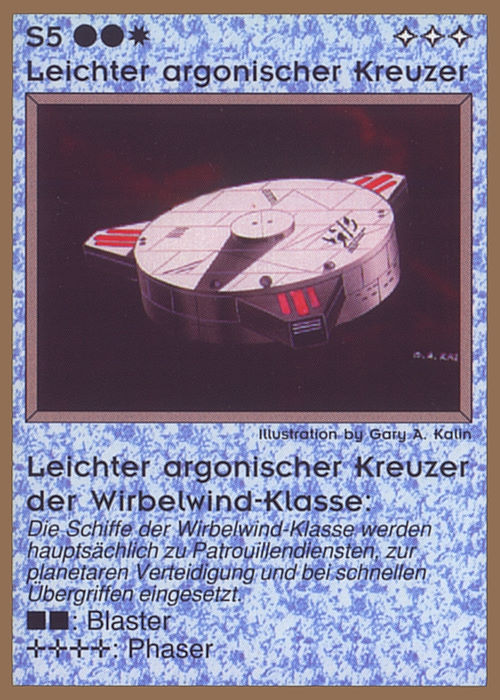 S5 ●●✷ ✧✧✧
Leichter argonischer Kreuzer
Illustration by Gary A. Kalin
Leichter argonischer Kreuzer
der Wirbelwind-Klasse:
Die Schiffe der Wirbelwind-Klasse werden
hauptsächlich zu Patrouillendiensten, zur
planetaren Verteidigung und bei schnellen
Übergriffen eingesetzt.
■■: Blaster
✢✢✢✢: Phaser